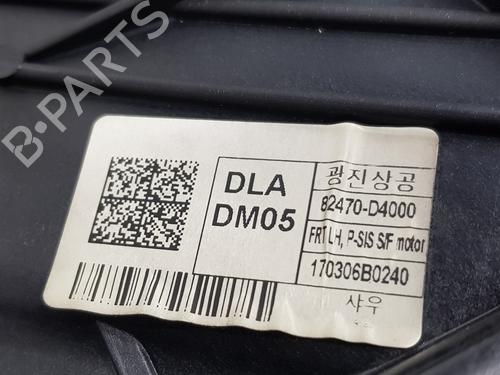 B-PARTS
DLA
DM05
광진상공
82470-D4000
FRT LH, P-SIS S/F motor
170306B0240
샤우